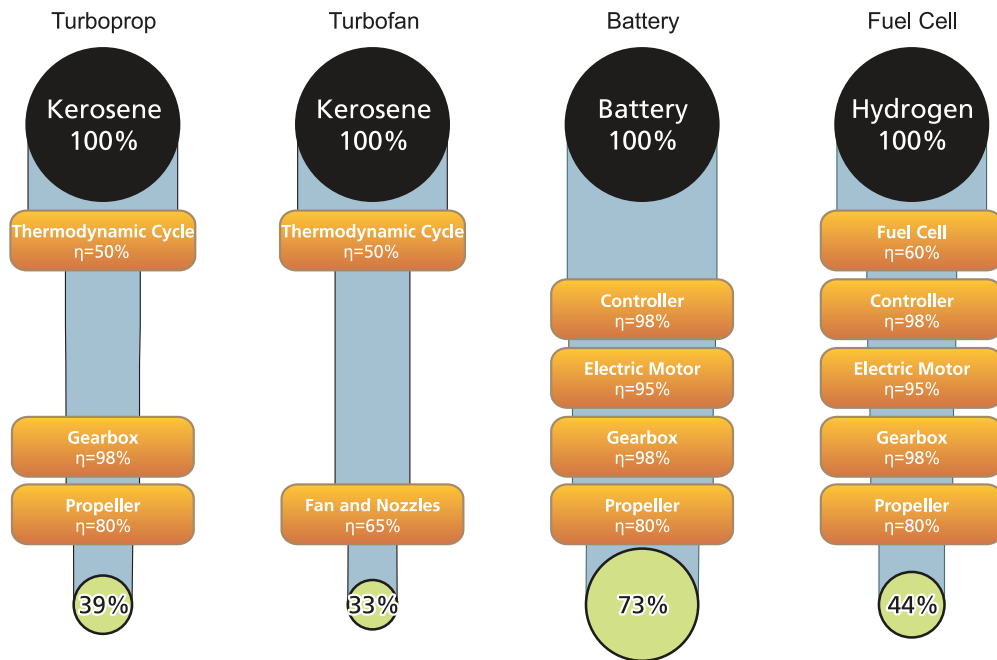 Turboprop
Turbofan
Battery
Fuel Cell
Kerosene
100%
Kerosene
100%
Battery
100%
Hydrogen
100%
Thermodynamic Cycle
η=50%
Thermodynamic Cycle
η=50%
Fuel Cell
η=60%
Controller
η=98%
Controller
η=98%
Electric Motor
η=95%
Electric Motor
η=95%
Gearbox
η=98%
Gearbox
η=98%
Gearbox
η=98%
Propeller
η=80%
Fan and Nozzles
η=65%
Propeller
η=80%
Propeller
η=80%
39%
33%
73%
44%